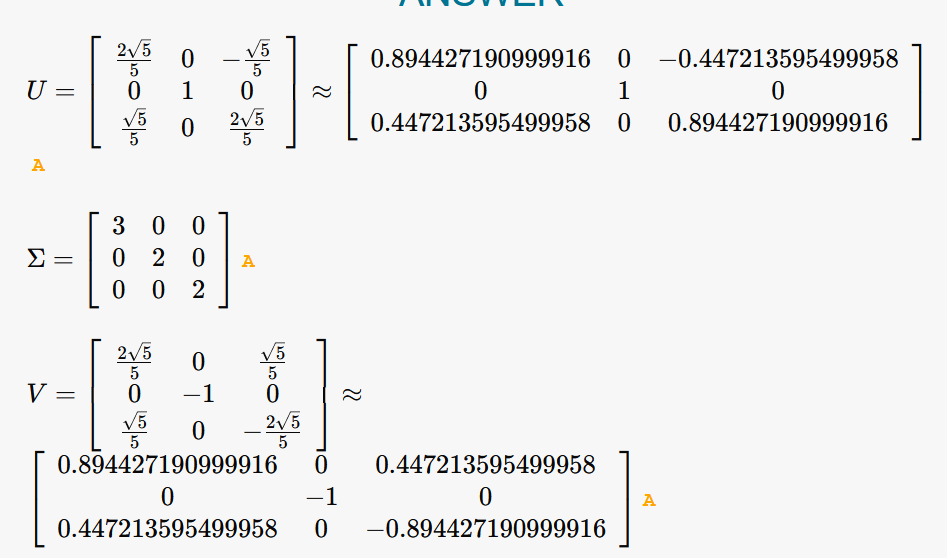 ANSWER
U = [ 2√5/5 0 −√5/5 ; 0 1 0 ; √5/5 0 2√5/5 ] ≈ [ 0.894427190999916 0 −0.447213595499958 ; 0 1 0 ; 0.447213595499958 0 0.894427190999916 ]
A
Σ = [ 3 0 0 ; 0 2 0 ; 0 0 2 ] A
V = [ 2√5/5 0 √5/5 ; 0 −1 0 ; √5/5 0 −2√5/5 ] ≈
[ 0.894427190999916 0 0.447213595499958 ; 0 −1 0 ; 0.447213595499958 0 −0.894427190999916 ] A